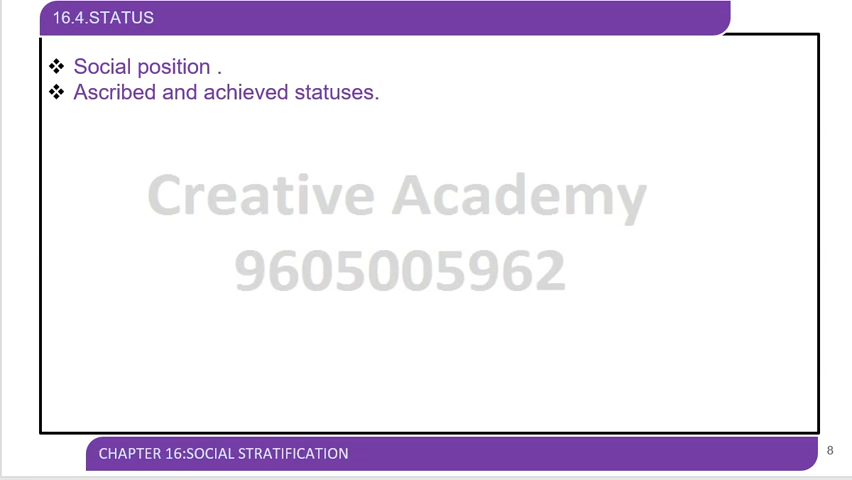 16.4.STATUS
❖ Social position .
❖ Ascribed and achieved statuses.
Creative Academy
9605005962
CHAPTER 16:SOCIAL STRATIFICATION
8